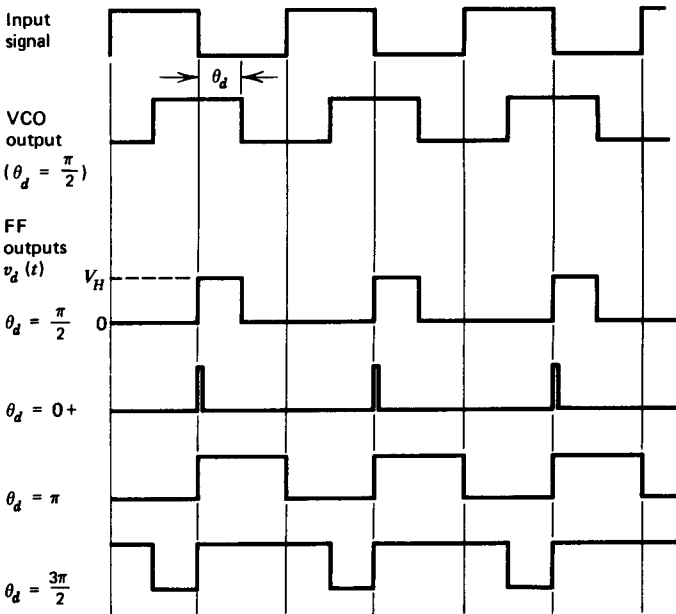 Input
signal
θ_d
VCO
output
(θ_d = π/2)
FF
outputs
v_d (t)
V_H
θ_d = π/2
0
θ_d = 0+
θ_d = π
θ_d = 3π/2